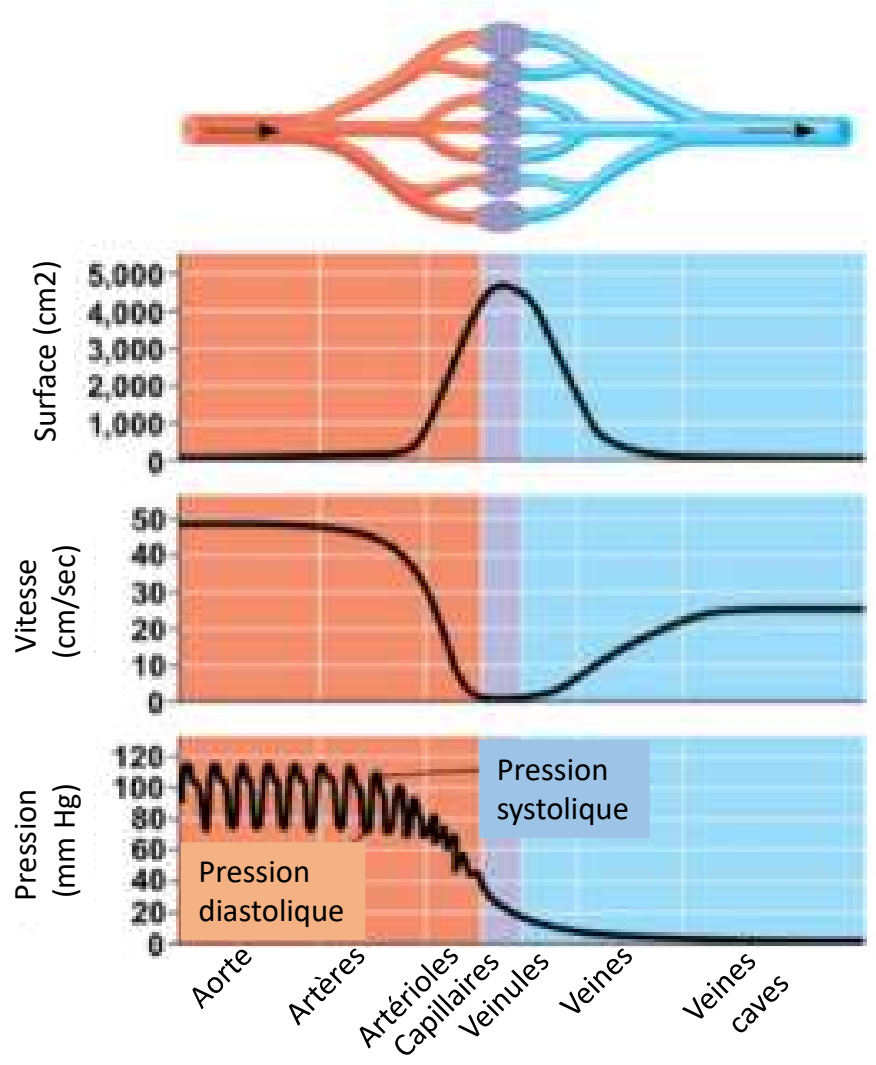 Surface (cm2)
5,000
4,000
3,000
2,000
1,000
0
Vitesse
(cm/sec)
50
40
30
20
10
0
Pression
(mm Hg)
120
100
80
60
40
20
0
Pression
systolique
Pression
diastolique
Aorte
Artères
Artérioles
Capillaires
Veinules
Veines
Veines
caves